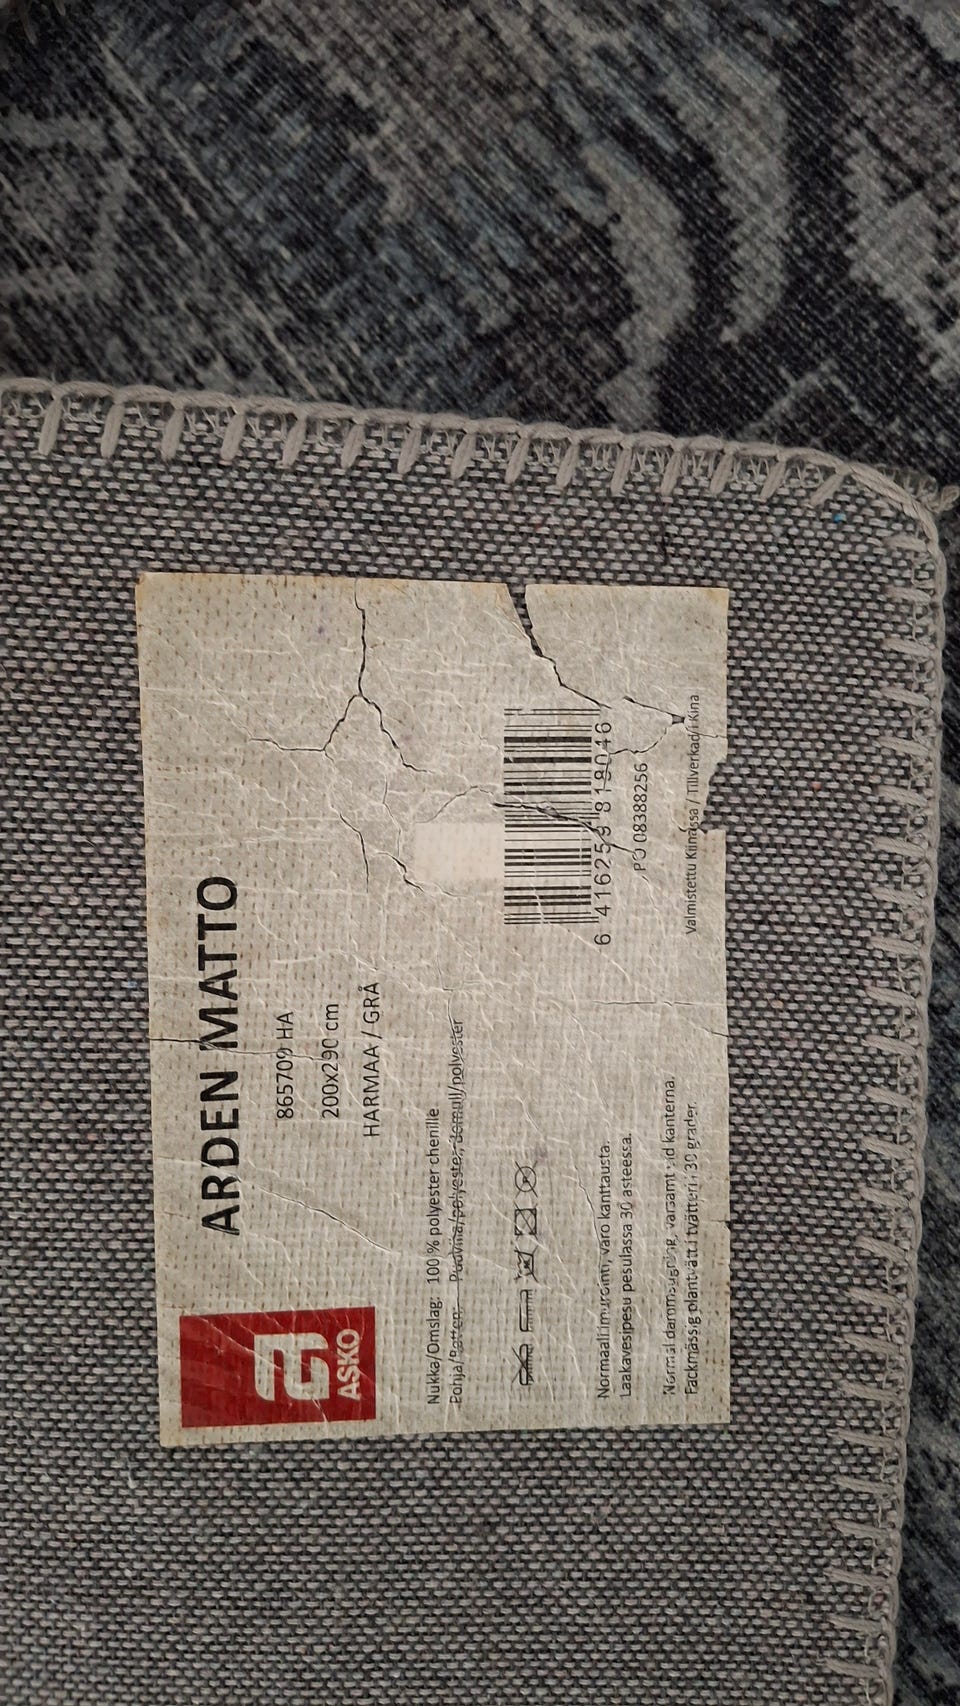 ASKO
ARDEN MATTO
865709 HA
200x290 cm
HARMAA / GRÅ
Nukka/Omslag: 100 % polyester chenille
Pohja/Botten: Puuvilla/polyester, bomull/polyester
6 416259 818046
PO 08388256
Normaali imurointi, varo kanttausta.
Laakavesipesu pesulassa 30 asteessa.
Normal dammsugning, varsamt vid kanterna.
Fackmässig plantvätt i tvätteri i 30 grader.
Valmistettu Kiinassa / Tillverkad i Kina